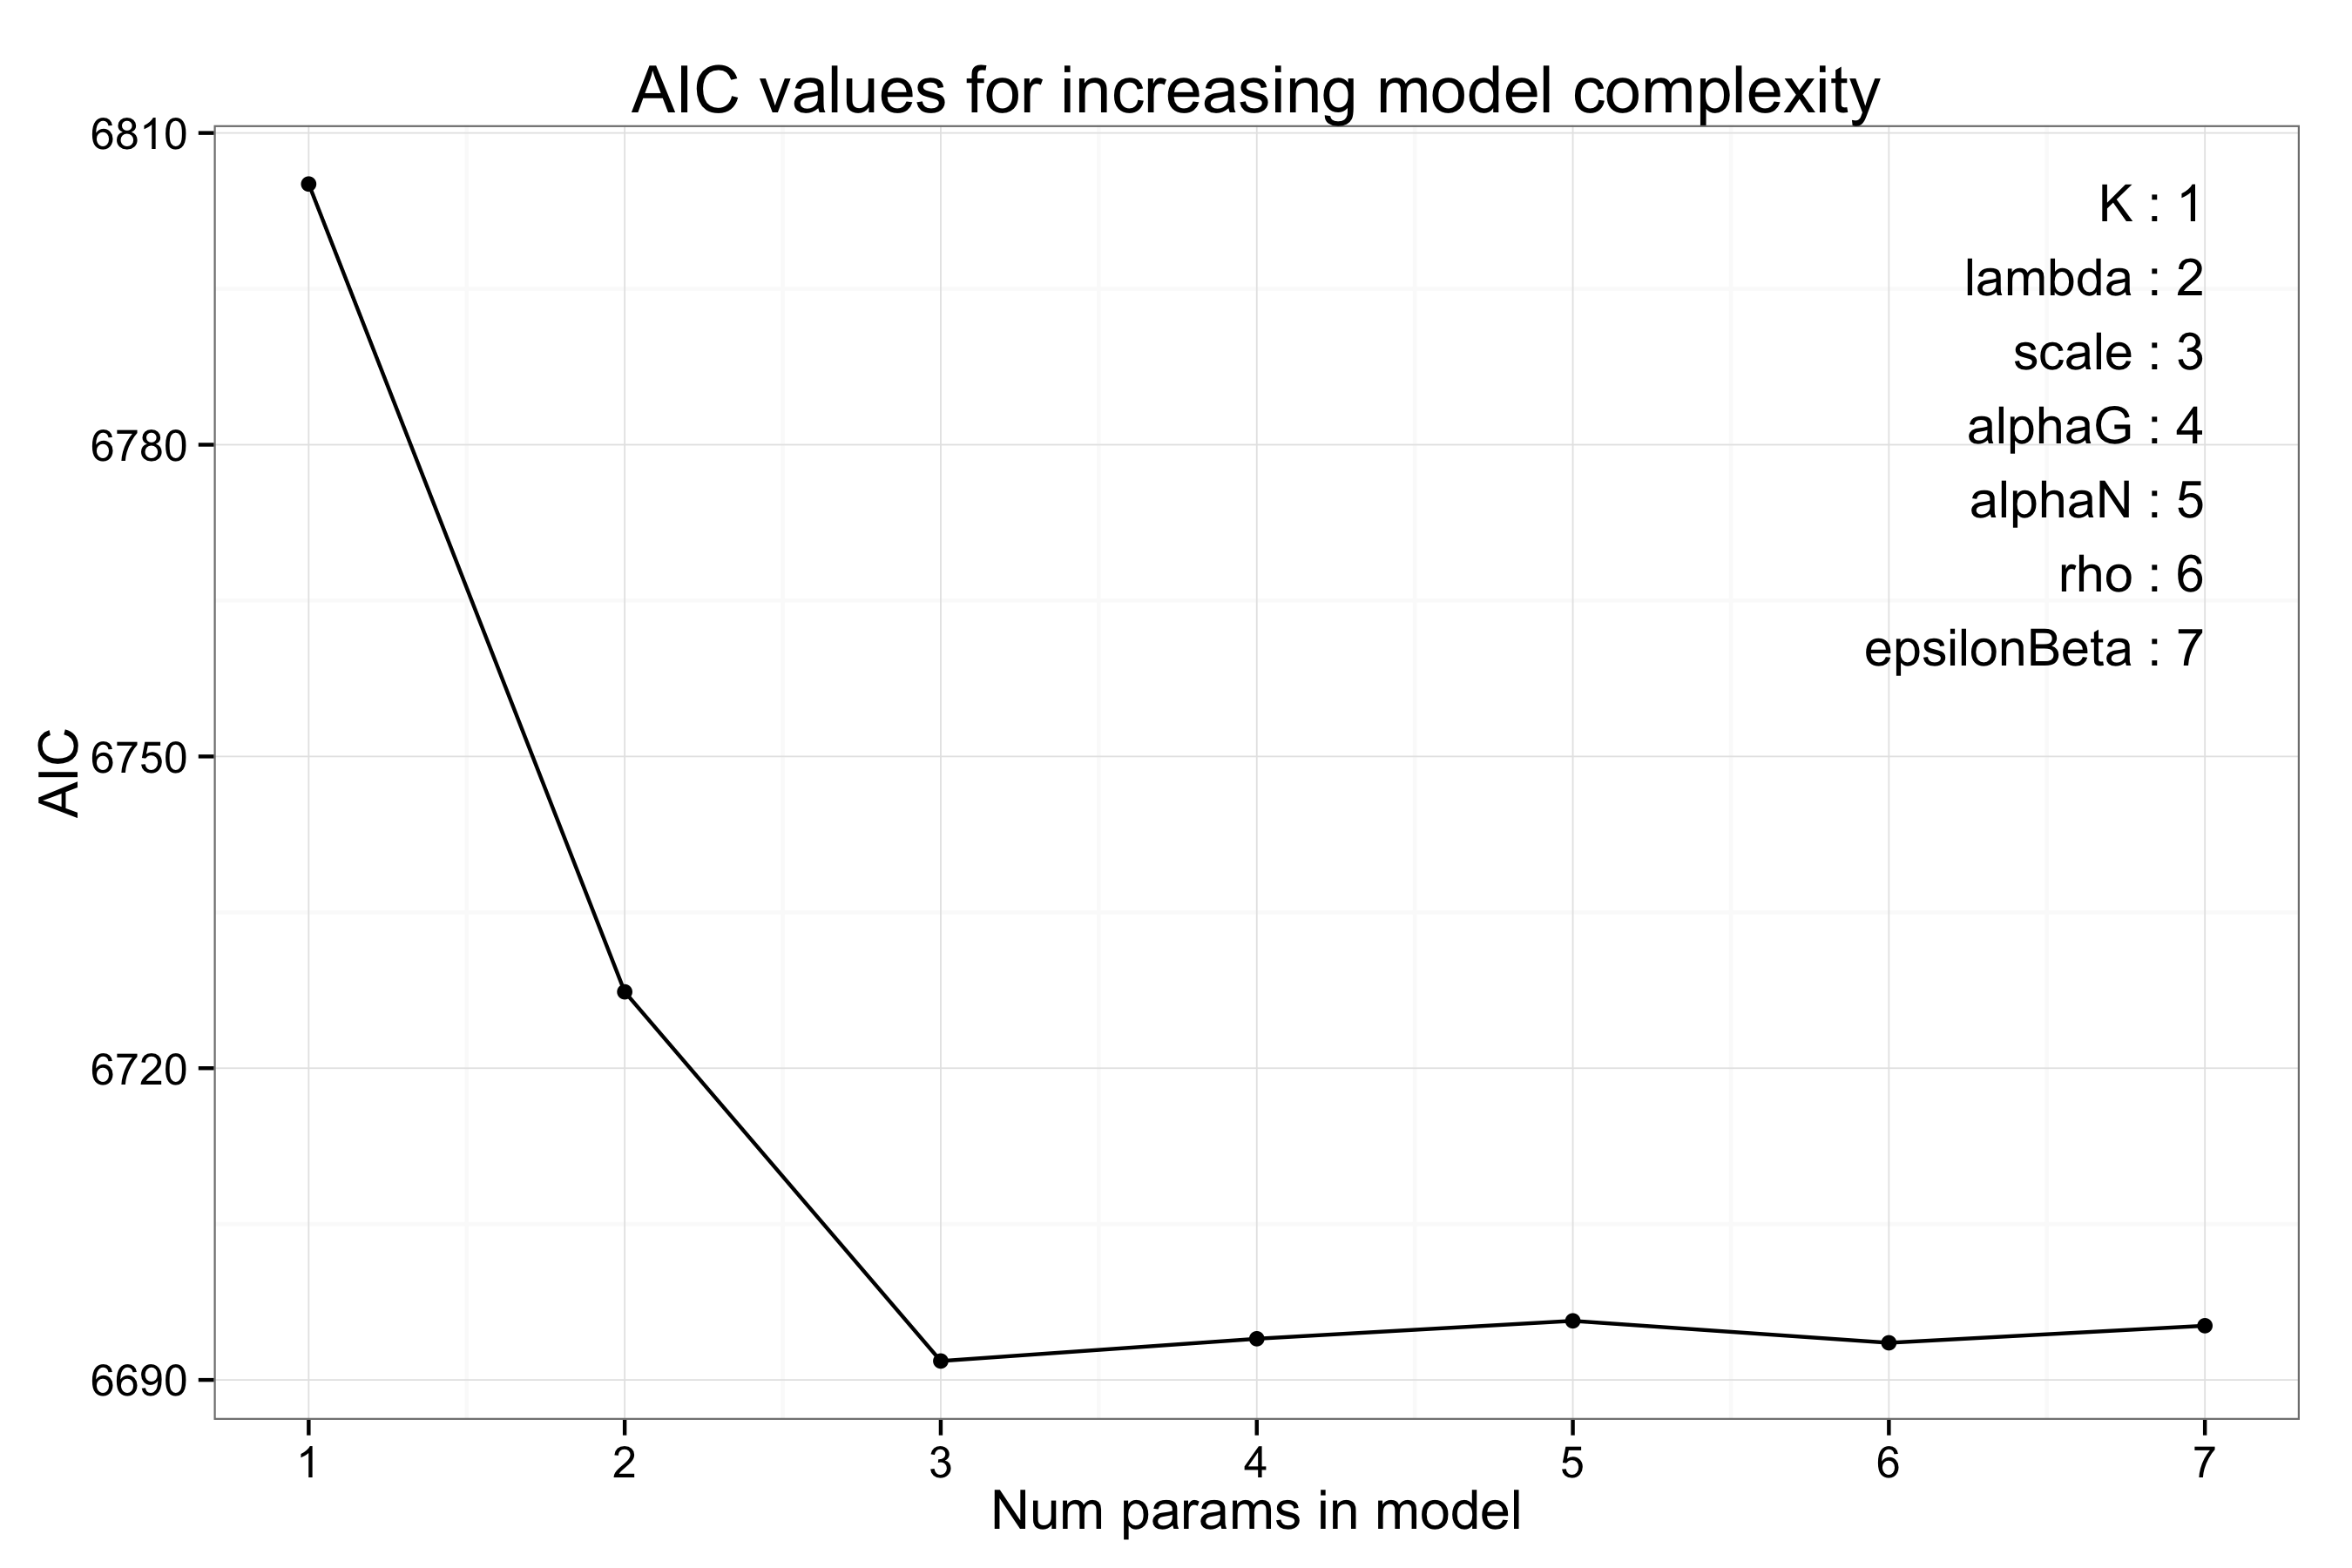 AIC values for increasing model complexity
6810
6780
6750
6720
6690
AIC
K : 1
lambda : 2
scale : 3
alphaG : 4
alphaN : 5
rho : 6
epsilonBeta : 7
1 2 3 4 5 6 7
Num params in model